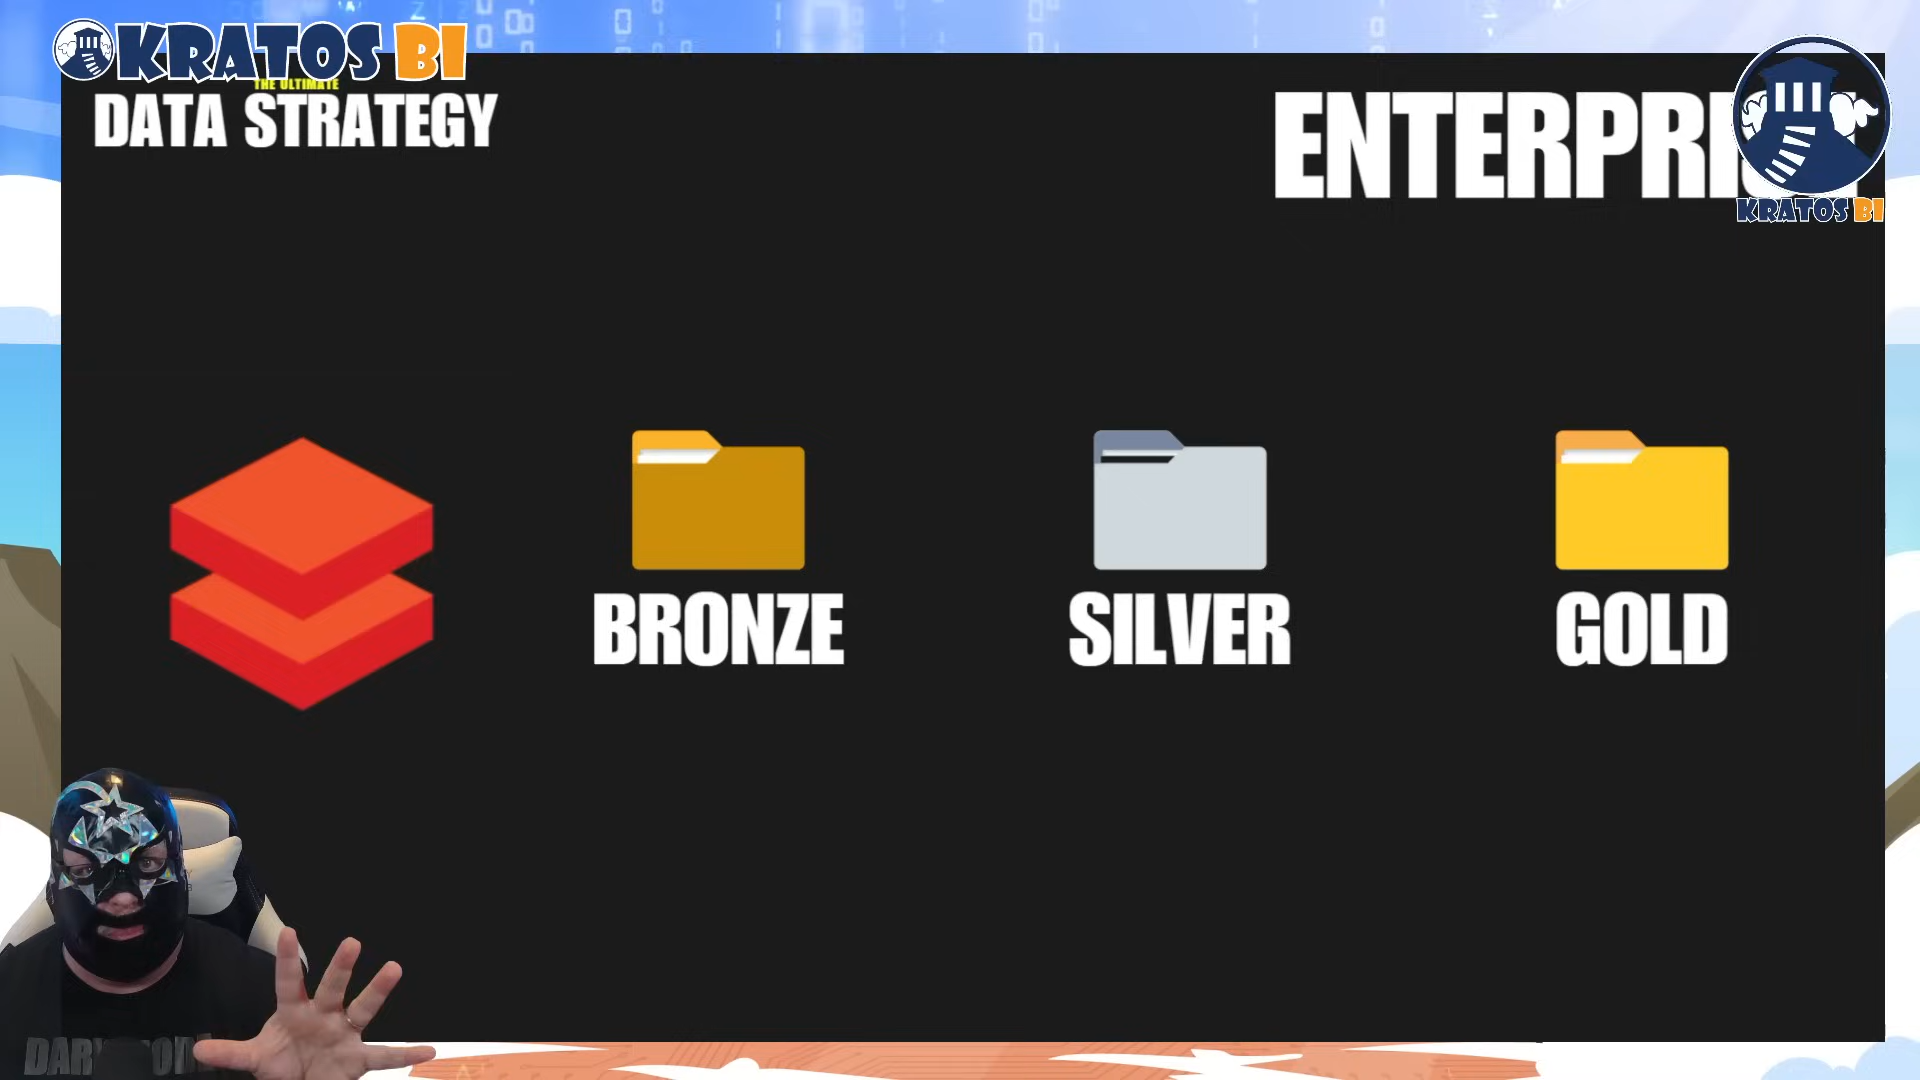 KRATOS BI
THE ULTIMATE
DATA STRATEGY
ENTERPRI
KRATOS BI
BRONZE
SILVER
GOLD